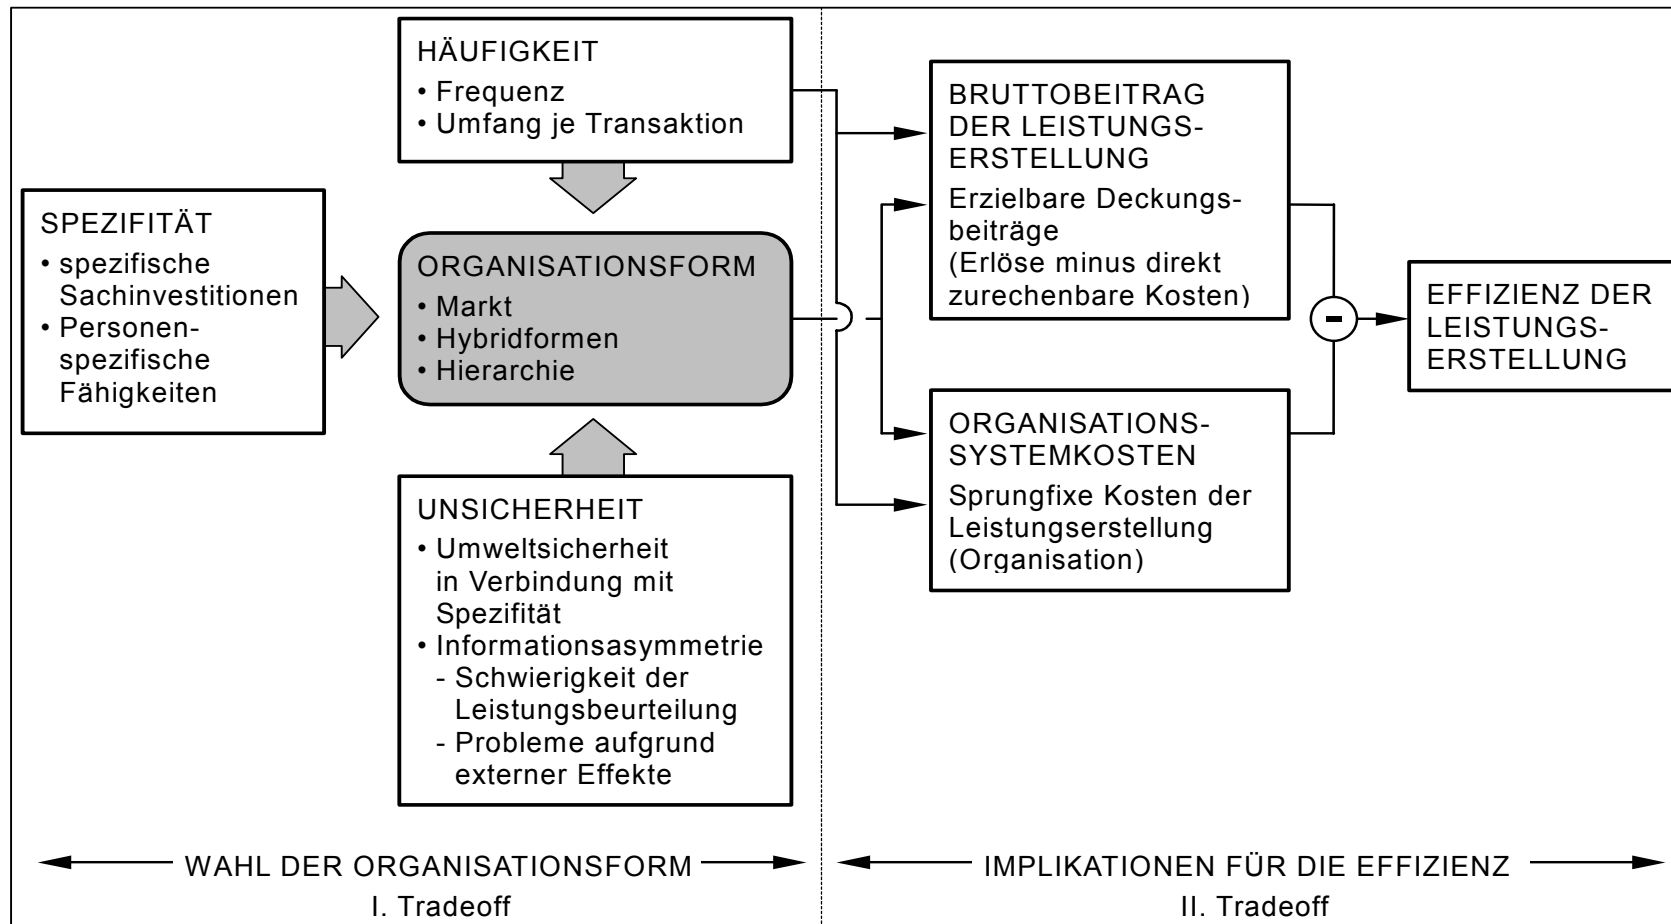 HÄUFIGKEIT
• Frequenz
• Umfang je Transaktion
SPEZIFITÄT
• spezifische
Sachinvestitionen
• Personen-
spezifische
Fähigkeiten
ORGANISATIONSFORM
• Markt
• Hybridformen
• Hierarchie
UNSICHERHEIT
• Umweltsicherheit
in Verbindung mit
Spezifität
• Informationsasymmetrie
- Schwierigkeit der
Leistungsbeurteilung
- Probleme aufgrund
externer Effekte
BRUTTOBEITRAG
DER LEISTUNGS-
ERSTELLUNG
Erzielbare Deckungs-
beiträge
(Erlöse minus direkt
zurechenbare Kosten)
ORGANISATIONS-
SYSTEMKOSTEN
Sprungfixe Kosten der
Leistungserstellung
(Organisation)
-
EFFIZIENZ DER
LEISTUNGS-
ERSTELLUNG
WAHL DER ORGANISATIONSFORM
I. Tradeoff
IMPLIKATIONEN FÜR DIE EFFIZIENZ
II. Tradeoff